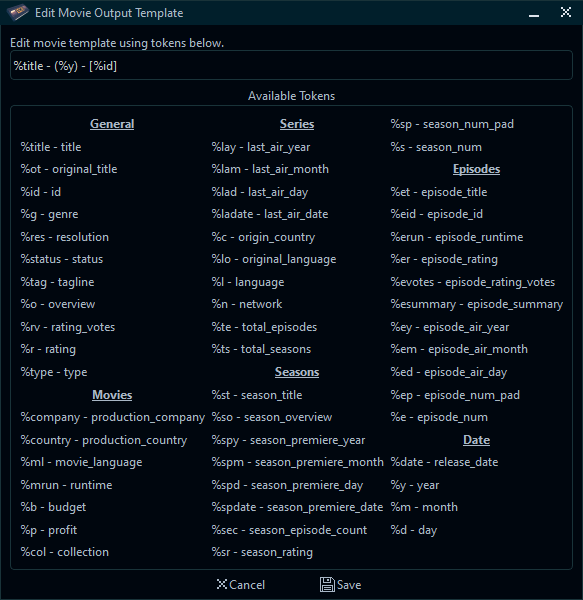 Edit Movie Output Template
Edit movie template using tokens below.
%title - (%y) - [%id]
Available Tokens
General
%title - title
%ot - original_title
%id - id
%g - genre
%res - resolution
%status - status
%tag - tagline
%o - overview
%rv - rating_votes
%r - rating
%type - type
Movies
%company - production_company
%country - production_country
%ml - movie_language
%mrun - runtime
%b - budget
%p - profit
%col - collection
Series
%lay - last_air_year
%lam - last_air_month
%lad - last_air_day
%ladate - last_air_date
%c - origin_country
%lo - original_language
%l - language
%n - network
%te - total_episodes
%ts - total_seasons
Seasons
%st - season_title
%so - season_overview
%spy - season_premiere_year
%spm - season_premiere_month
%spd - season_premiere_day
%spdate - season_premiere_date
%sec - season_episode_count
%sr - season_rating
%sp - season_num_pad
%s - season_num
Episodes
%et - episode_title
%eid - episode_id
%erun - episode_runtime
%er - episode_rating
%evotes - episode_rating_votes
%esummary - episode_summary
%ey - episode_air_year
%em - episode_air_month
%ed - episode_air_day
%ep - episode_num_pad
%e - episode_num
Date
%date - release_date
%y - year
%m - month
%d - day
Cancel
Save